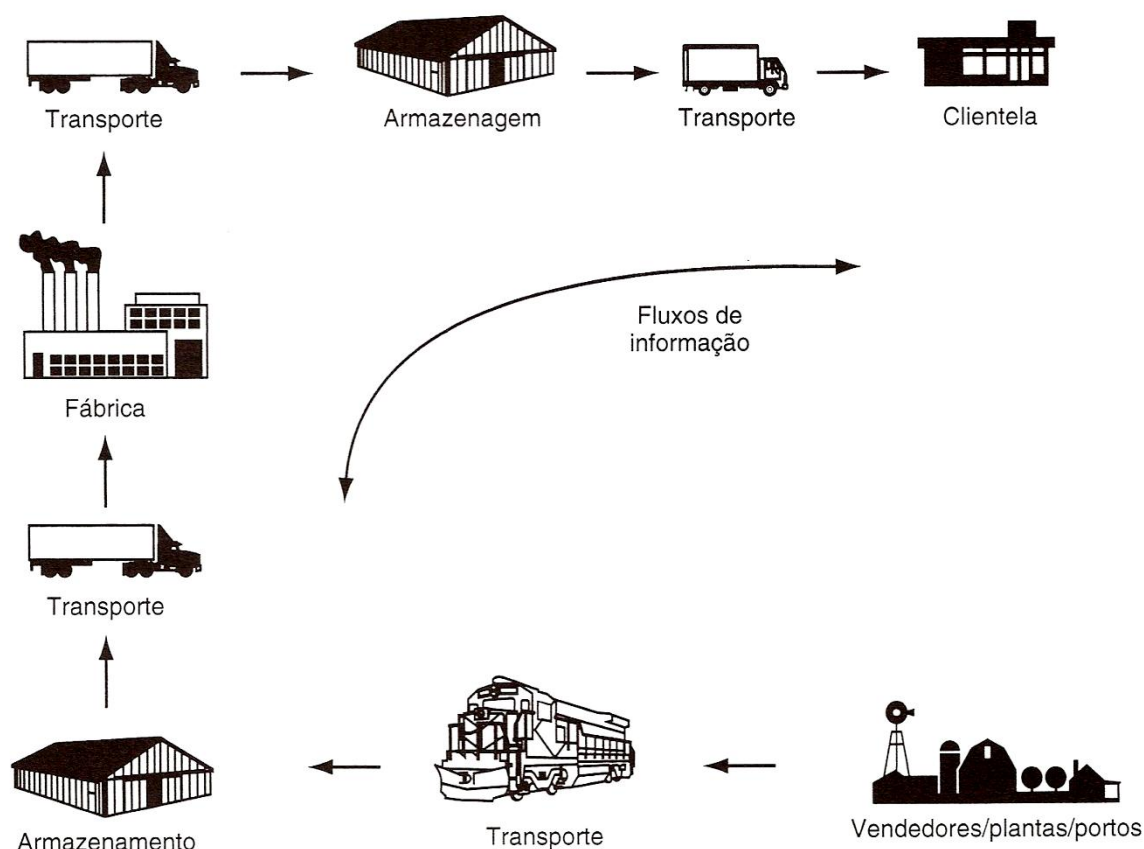 Transporte
Armazenagem
Transporte
Clientela
Fluxos de
informação
Fábrica
Transporte
Armazenamento
Transporte
Vendedores/plantas/portos